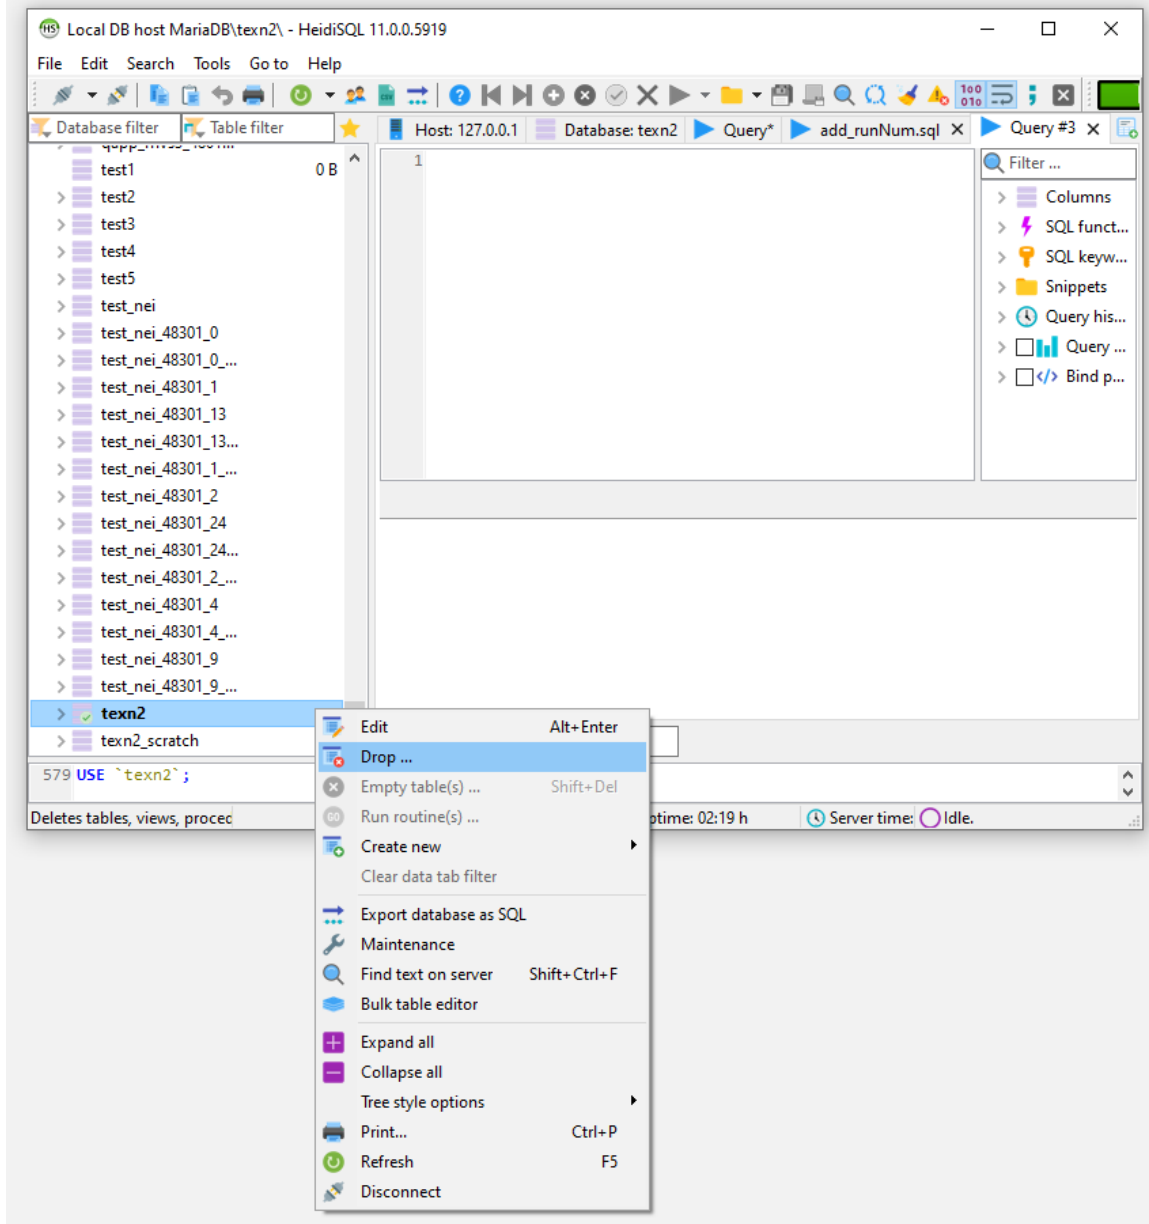 Local DB host MariaDB\texn2\ - HeidiSQL 11.0.0.5919
File Edit Search Tools Go to Help
Database filter Table filter
Host: 127.0.0.1 Database: texn2 Query* add_runNum.sql Query #3
test1 0 B
test2
test3
test4
test5
test_nei
test_nei_48301_0
test_nei_48301_0_...
test_nei_48301_1
test_nei_48301_13
test_nei_48301_13...
test_nei_48301_1_...
test_nei_48301_2
test_nei_48301_24
test_nei_48301_24...
test_nei_48301_2_...
test_nei_48301_4
test_nei_48301_4_...
test_nei_48301_9
test_nei_48301_9_...
texn2
texn2_scratch
1
Filter ...
Columns
SQL funct...
SQL keyw...
Snippets
Query his...
Query ...
Bind p...
579 USE `texn2`;
Deletes tables, views, proced
ptime: 02:19 h Server time: Idle.
Edit Alt+Enter
Drop ...
Empty table(s) ... Shift+Del
Run routine(s) ...
Create new
Clear data tab filter
Export database as SQL
Maintenance
Find text on server Shift+Ctrl+F
Bulk table editor
Expand all
Collapse all
Tree style options
Print... Ctrl+P
Refresh F5
Disconnect